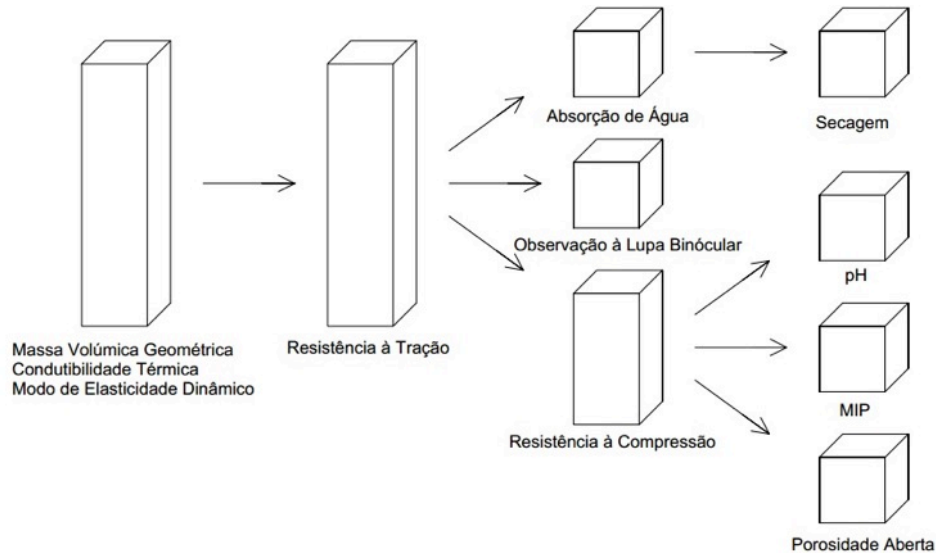 Absorção de Água
Secagem
Observação à Lupa Binócular
pH
Massa Volúmica Geométrica
Condutibilidade Térmica
Modo de Elasticidade Dinâmico
Resistência à Tração
MIP
Resistência à Compressão
Porosidade Aberta